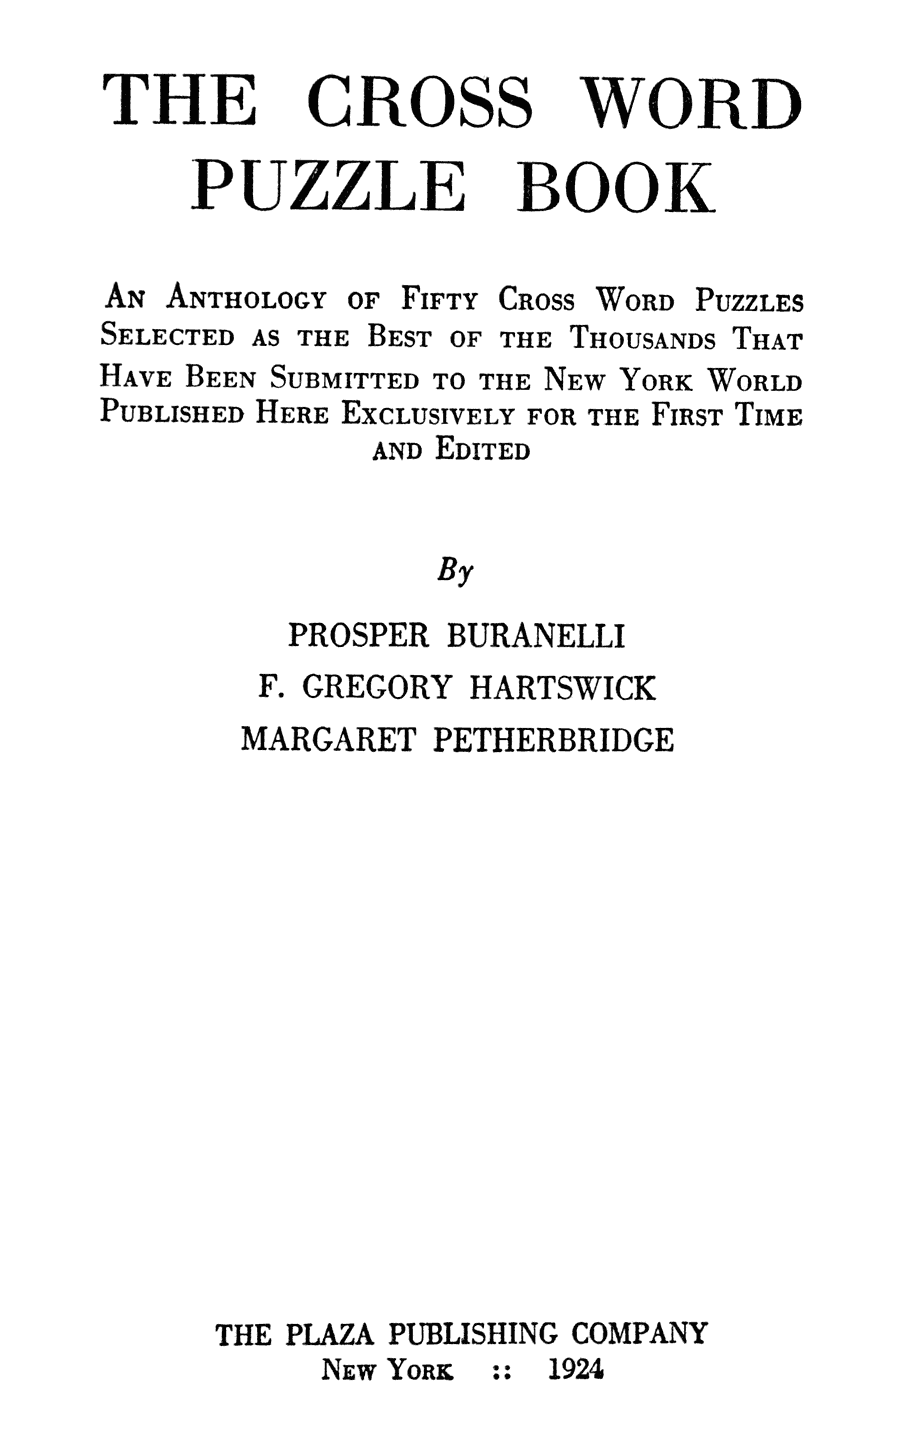 THE CROSS WORD
PUZZLE BOOK
An Anthology of Fifty Cross Word Puzzles
Selected as the Best of the Thousands That
Have Been Submitted to the New York World
Published Here Exclusively for the First Time
and Edited
By
PROSPER BURANELLI
F. GREGORY HARTSWICK
MARGARET PETHERBRIDGE
THE PLAZA PUBLISHING COMPANY
New York :: 1924